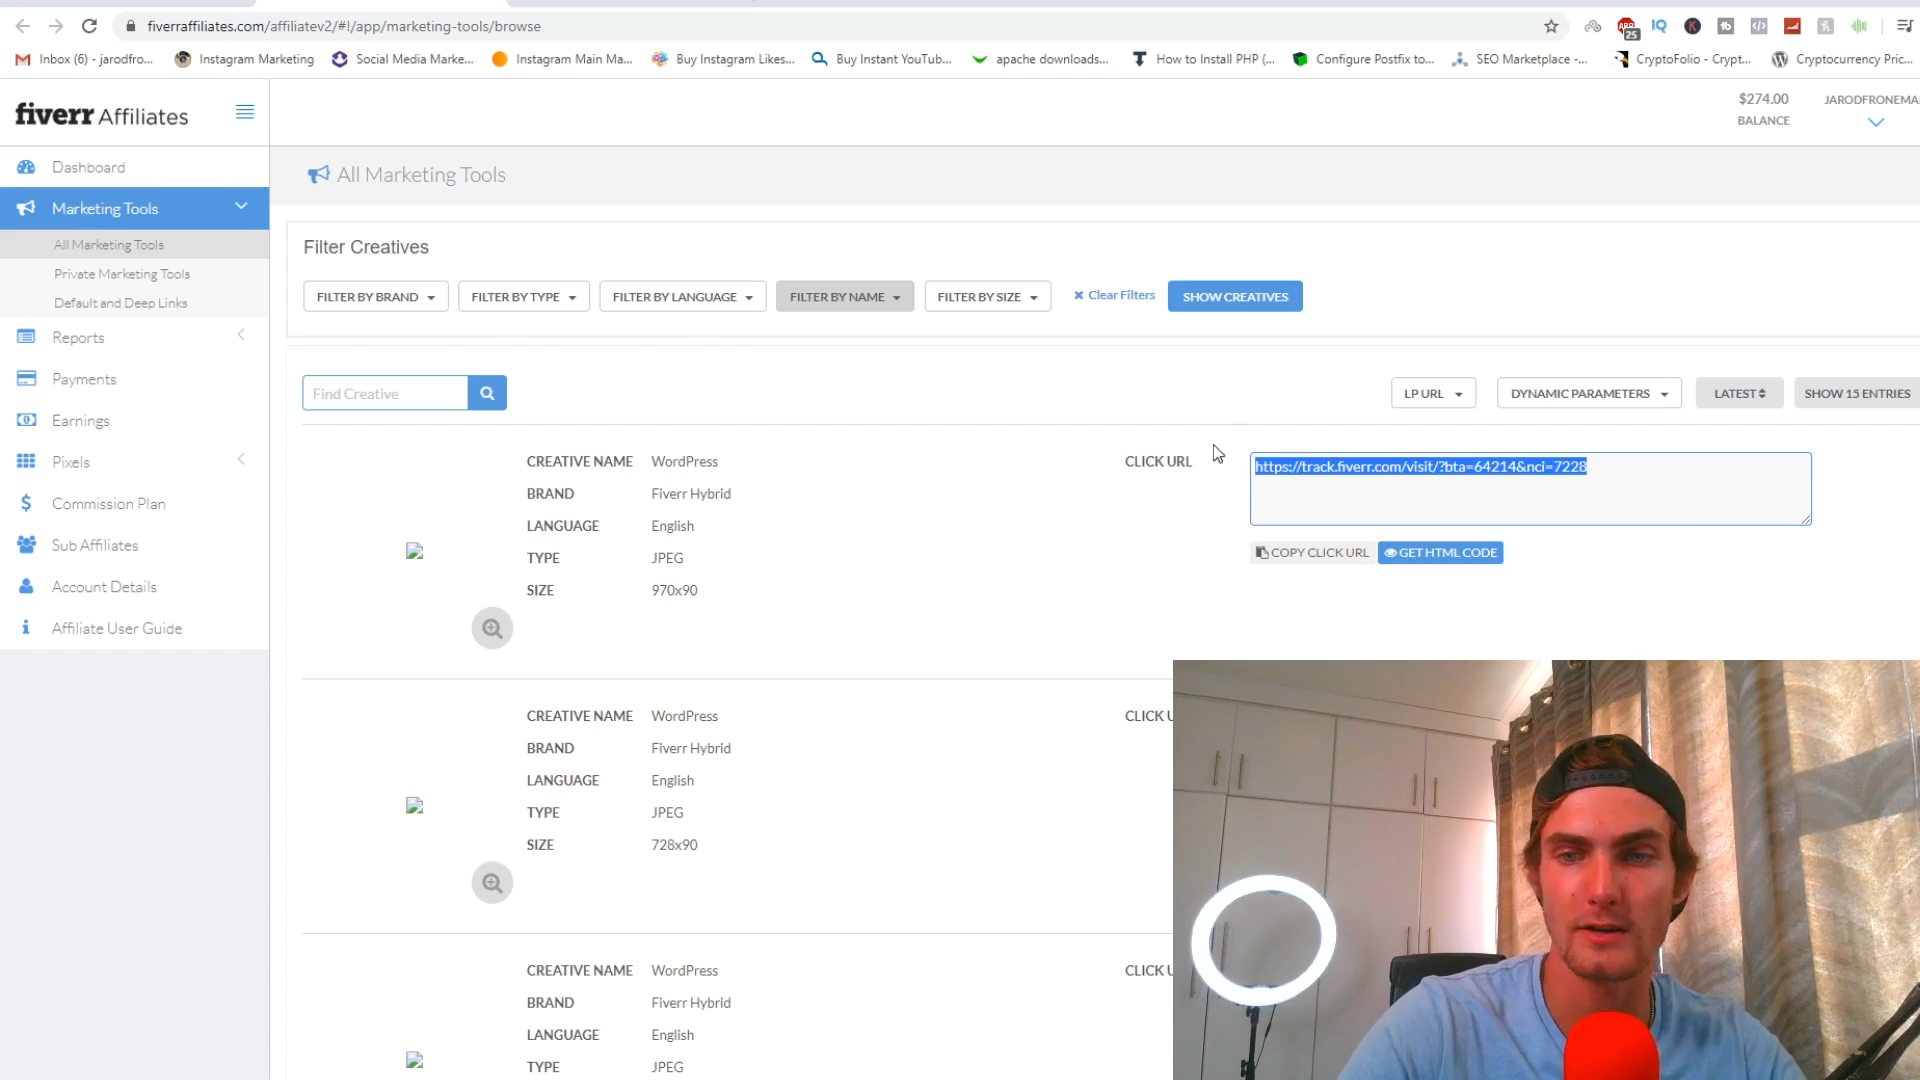 fiverraffiliates.com/affiliatev2/#!/app/marketing-tools/browse
25
IQ
Inbox (6) - jarodfro...
Instagram Marketing
Social Media Marke...
Instagram Main Ma...
Buy Instagram Likes...
Buy Instant YouTub...
apache downloads...
How to Install PHP (...
Configure Postfix to...
SEO Marketplace -...
CryptoFolio - Crypt...
Cryptocurrency Pric...
fiverr Affiliates
$274.00
BALANCE
JARODFRONEMA
Dashboard
Marketing Tools
All Marketing Tools
Private Marketing Tools
Default and Deep Links
Reports
Payments
Earnings
Pixels
Commission Plan
Sub Affiliates
Account Details
Affiliate User Guide
All Marketing Tools
Filter Creatives
FILTER BY BRAND
FILTER BY TYPE
FILTER BY LANGUAGE
FILTER BY NAME
FILTER BY SIZE
Clear Filters
SHOW CREATIVES
Find Creative
LP URL
DYNAMIC PARAMETERS
LATEST
SHOW 15 ENTRIES
CREATIVE NAME WordPress
BRAND Fiverr Hybrid
LANGUAGE English
TYPE JPEG
SIZE 970x90
CLICK URL
https://track.fiverr.com/visit/?bta=64214&nci=7228
COPY CLICK URL
GET HTML CODE
CREATIVE NAME WordPress
BRAND Fiverr Hybrid
LANGUAGE English
TYPE JPEG
SIZE 728x90
CLICK U
CREATIVE NAME WordPress
BRAND Fiverr Hybrid
LANGUAGE English
TYPE JPEG
CLICK U